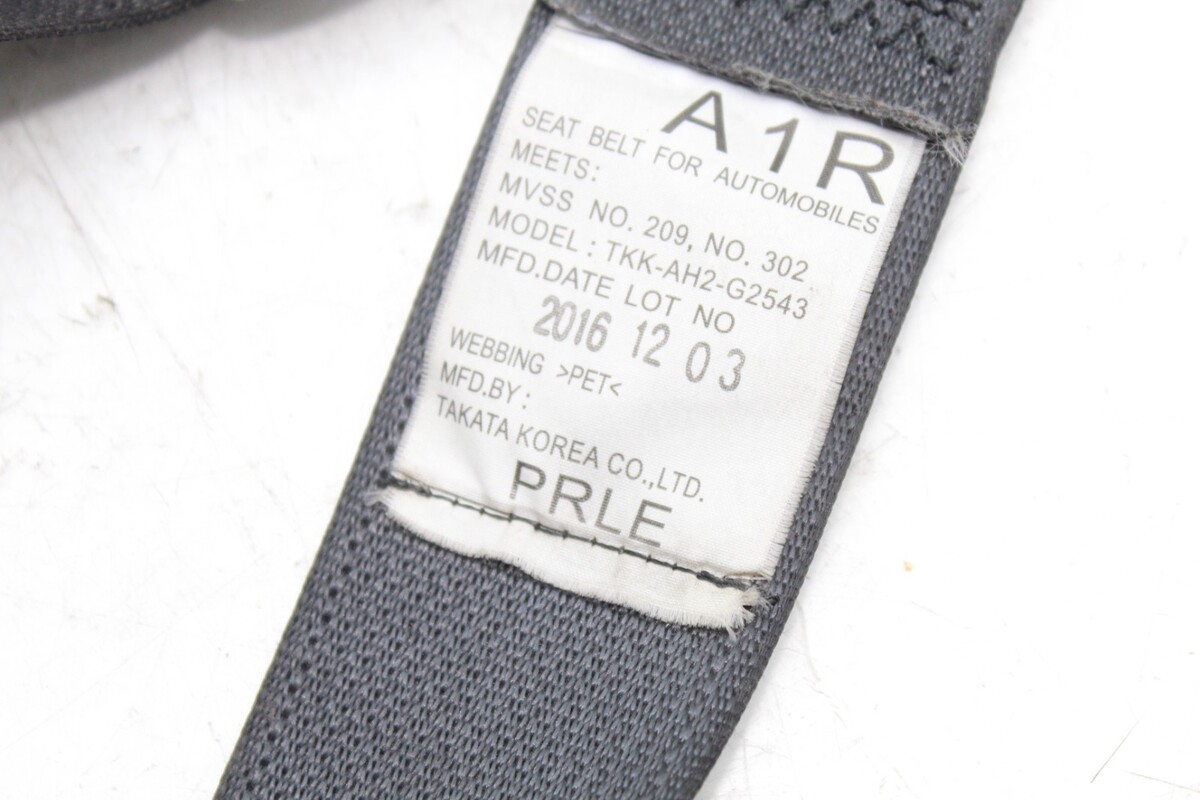 A1R
SEAT BELT FOR AUTOMOBILES
MEETS:
MVSS NO. 209, NO. 302
MODEL : TKK-AH2-G2543
MFD.DATE LOT NO
2016 12 03
WEBBING >PET<
MFD.BY :
TAKATA KOREA CO.,LTD.
PRLE